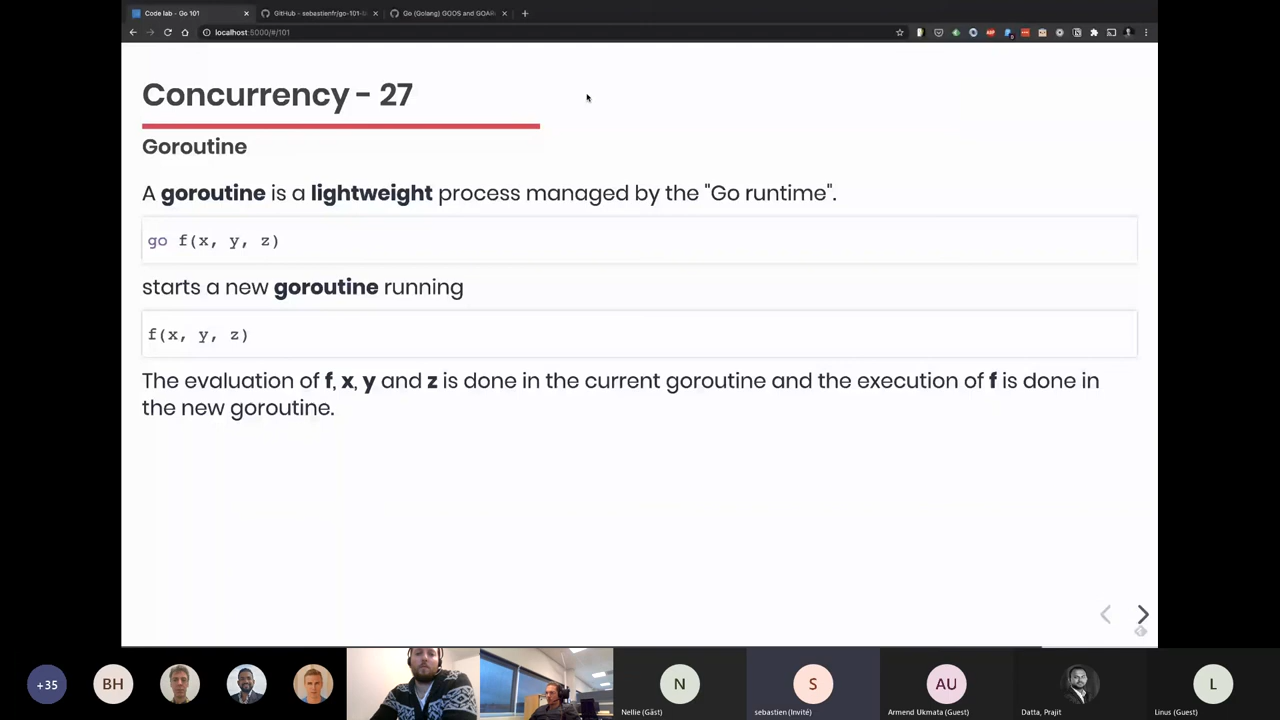 Code lab - Go 101
GitHub - sebastienfr/go-101-
Go (Golang) GOOS and GOAR
localhost:5000/#/101
Concurrency - 27
Goroutine
A goroutine is a lightweight process managed by the "Go runtime".
go f(x, y, z)
starts a new goroutine running
f(x, y, z)
The evaluation of f, x, y and z is done in the current goroutine and the execution of f is done in
the new goroutine.
+35
BH
N
S
AU
L
Nellie (Gäst)
sebastien (Invité)
Armend Ukmata (Guest)
Datta, Prajit
Linus (Guest)